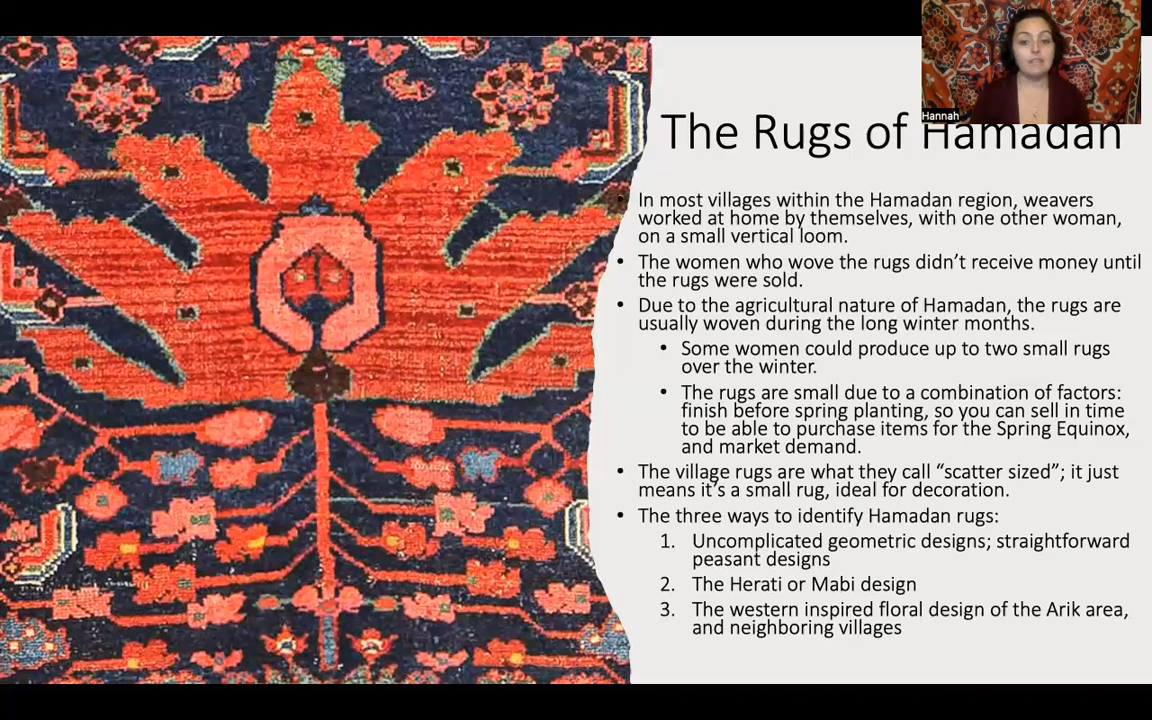 Hannah
The Rugs of Hamadan
• In most villages within the Hamadan region, weavers
worked at home by themselves, with one other woman,
on a small vertical loom.
• The women who wove the rugs didn't receive money until
the rugs were sold.
• Due to the agricultural nature of Hamadan, the rugs are
usually woven during the long winter months.
• Some women could produce up to two small rugs
over the winter.
• The rugs are small due to a combination of factors:
finish before spring planting, so you can sell in time
to be able to purchase items for the Spring Equinox,
and market demand.
• The village rugs are what they call “scatter sized”; it just
means it's a small rug, ideal for decoration.
• The three ways to identify Hamadan rugs:
1. Uncomplicated geometric designs; straightforward
peasant designs
2. The Herati or Mabi design
3. The western inspired floral design of the Arik area,
and neighboring villages